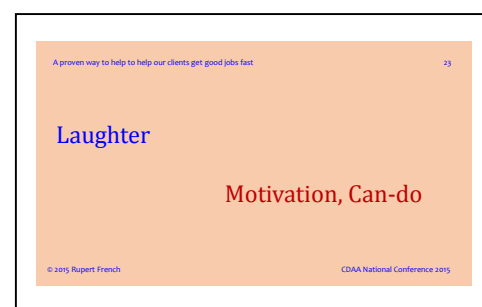 A proven way to help to help our clients get good jobs fast 23
Laughter
Motivation, Can-do
© 2015 Rupert French CDAA National Conference 2015